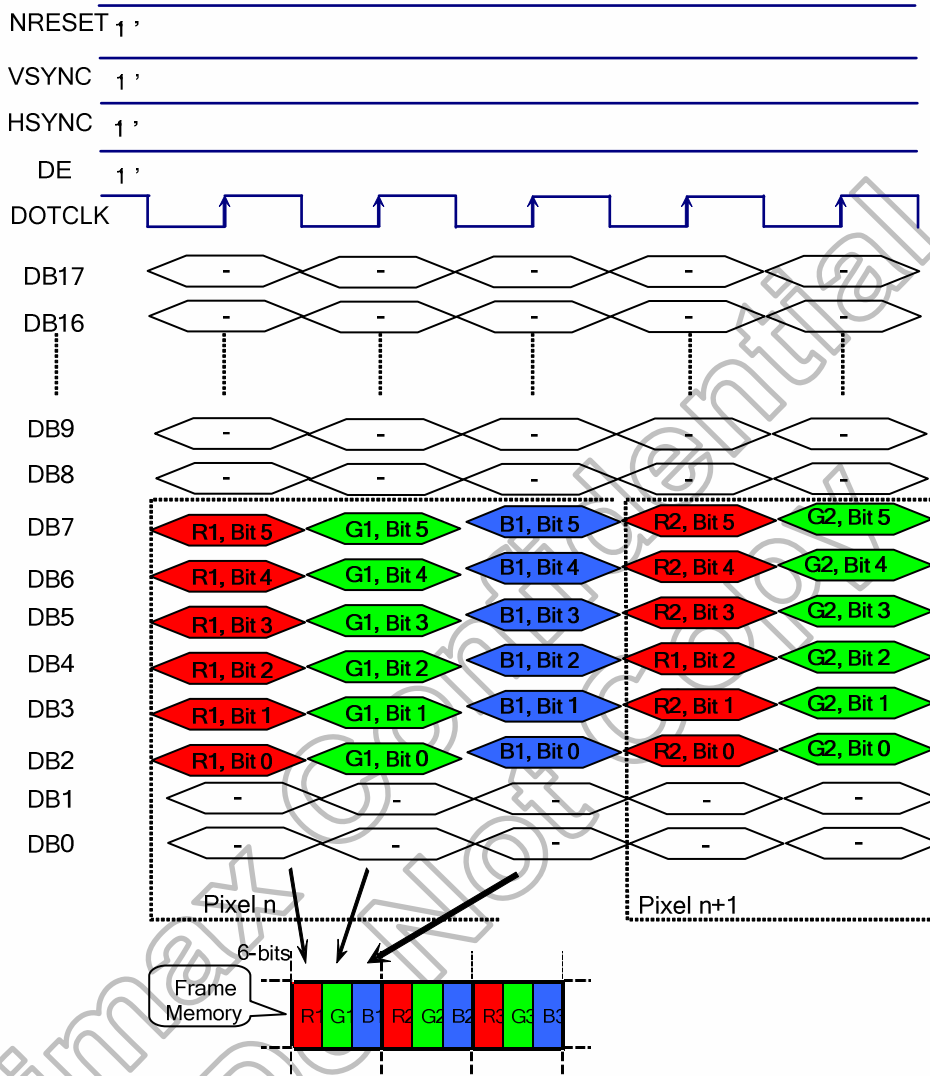 NRESET 1 ’
VSYNC 1 ’
HSYNC 1 ’
DE 1 ’
DOTCLK
DB17 - - - - -
DB16 - - - - -
DB9 - - - - -
DB8 - - - - -
DB7 R1, Bit 5 G1, Bit 5 B1, Bit 5 R2, Bit 5 G2, Bit 5
DB6 R1, Bit 4 G1, Bit 4 B1, Bit 4 R2, Bit 4 G2, Bit 4
DB5 R1, Bit 3 G1, Bit 3 B1, Bit 3 R2, Bit 3 G2, Bit 3
DB4 R1, Bit 2 G1, Bit 2 B1, Bit 2 R1, Bit 2 G2, Bit 2
DB3 R1, Bit 1 G1, Bit 1 B1, Bit 1 R2, Bit 1 G2, Bit 1
DB2 R1, Bit 0 G1, Bit 0 B1, Bit 0 R2, Bit 0 G2, Bit 0
DB1 - - - - -
DB0 - - - - -
Pixel n Pixel n+1
6-bits
Frame
Memory
R1 G1 B1 R2 G2 B2 R3 G3 B3
imax Confidential
Do Not Copy